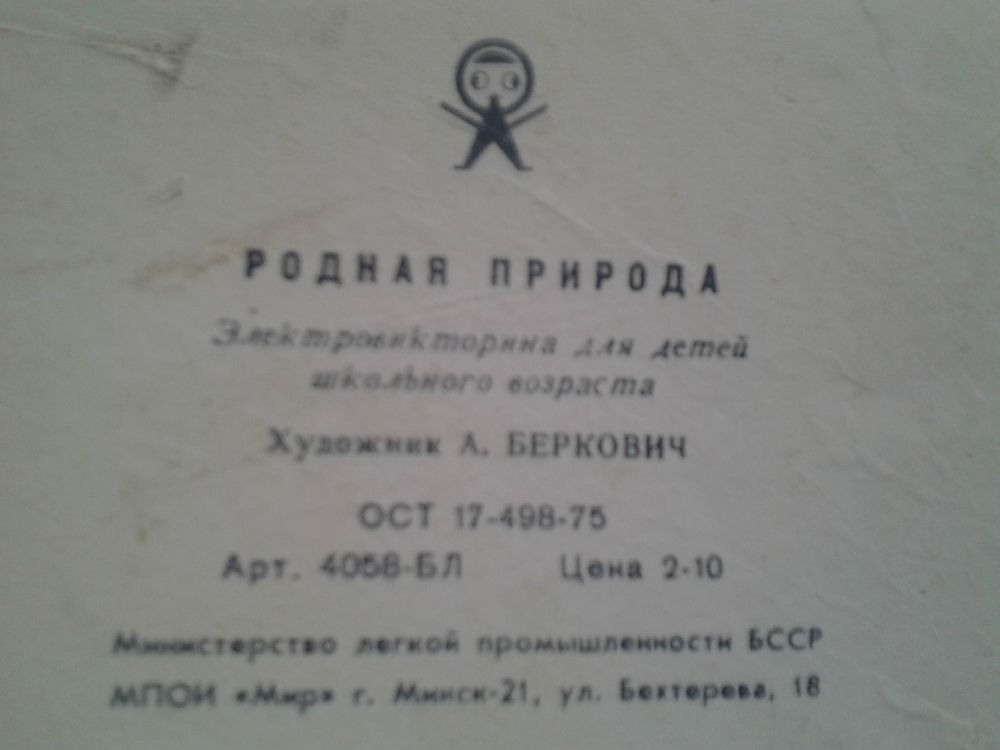 РОДНАЯ ПРИРОДА
Электровикторина для детей
школьного возраста
Художник А. БЕРКОВИЧ
ОСТ 17-498-75
Арт. 4058-БЛ Цена 2-10
Министерство легкой промышленности БССР
МПОИ «Мир» г. Минск-21, ул. Бехтерева, 18